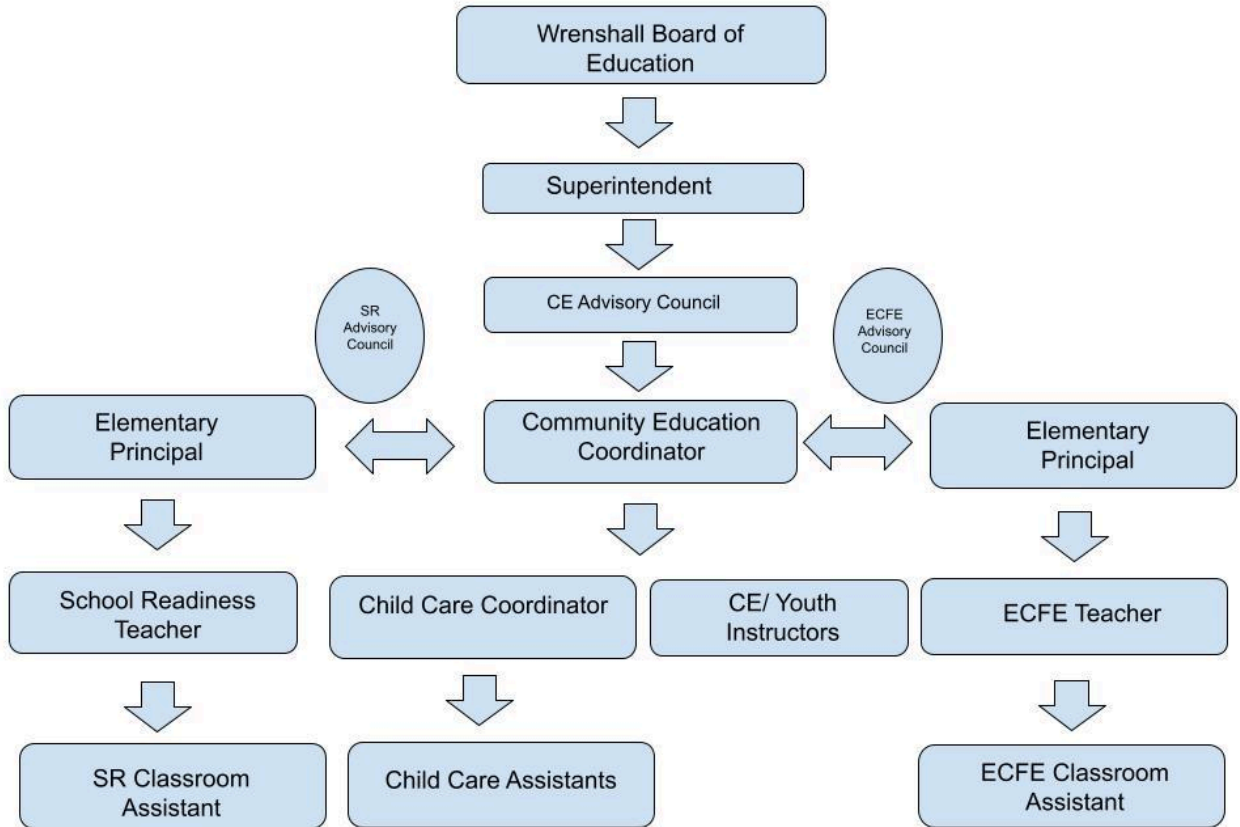 Wrenshall Board of
Education
Superintendent
CE Advisory Council
SR
Advisory
Council
ECFE
Advisory
Council
Elementary
Principal
Community Education
Coordinator
Elementary
Principal
School Readiness
Teacher
Child Care Coordinator
CE/ Youth
Instructors
ECFE Teacher
SR Classroom
Assistant
Child Care Assistants
ECFE Classroom
Assistant